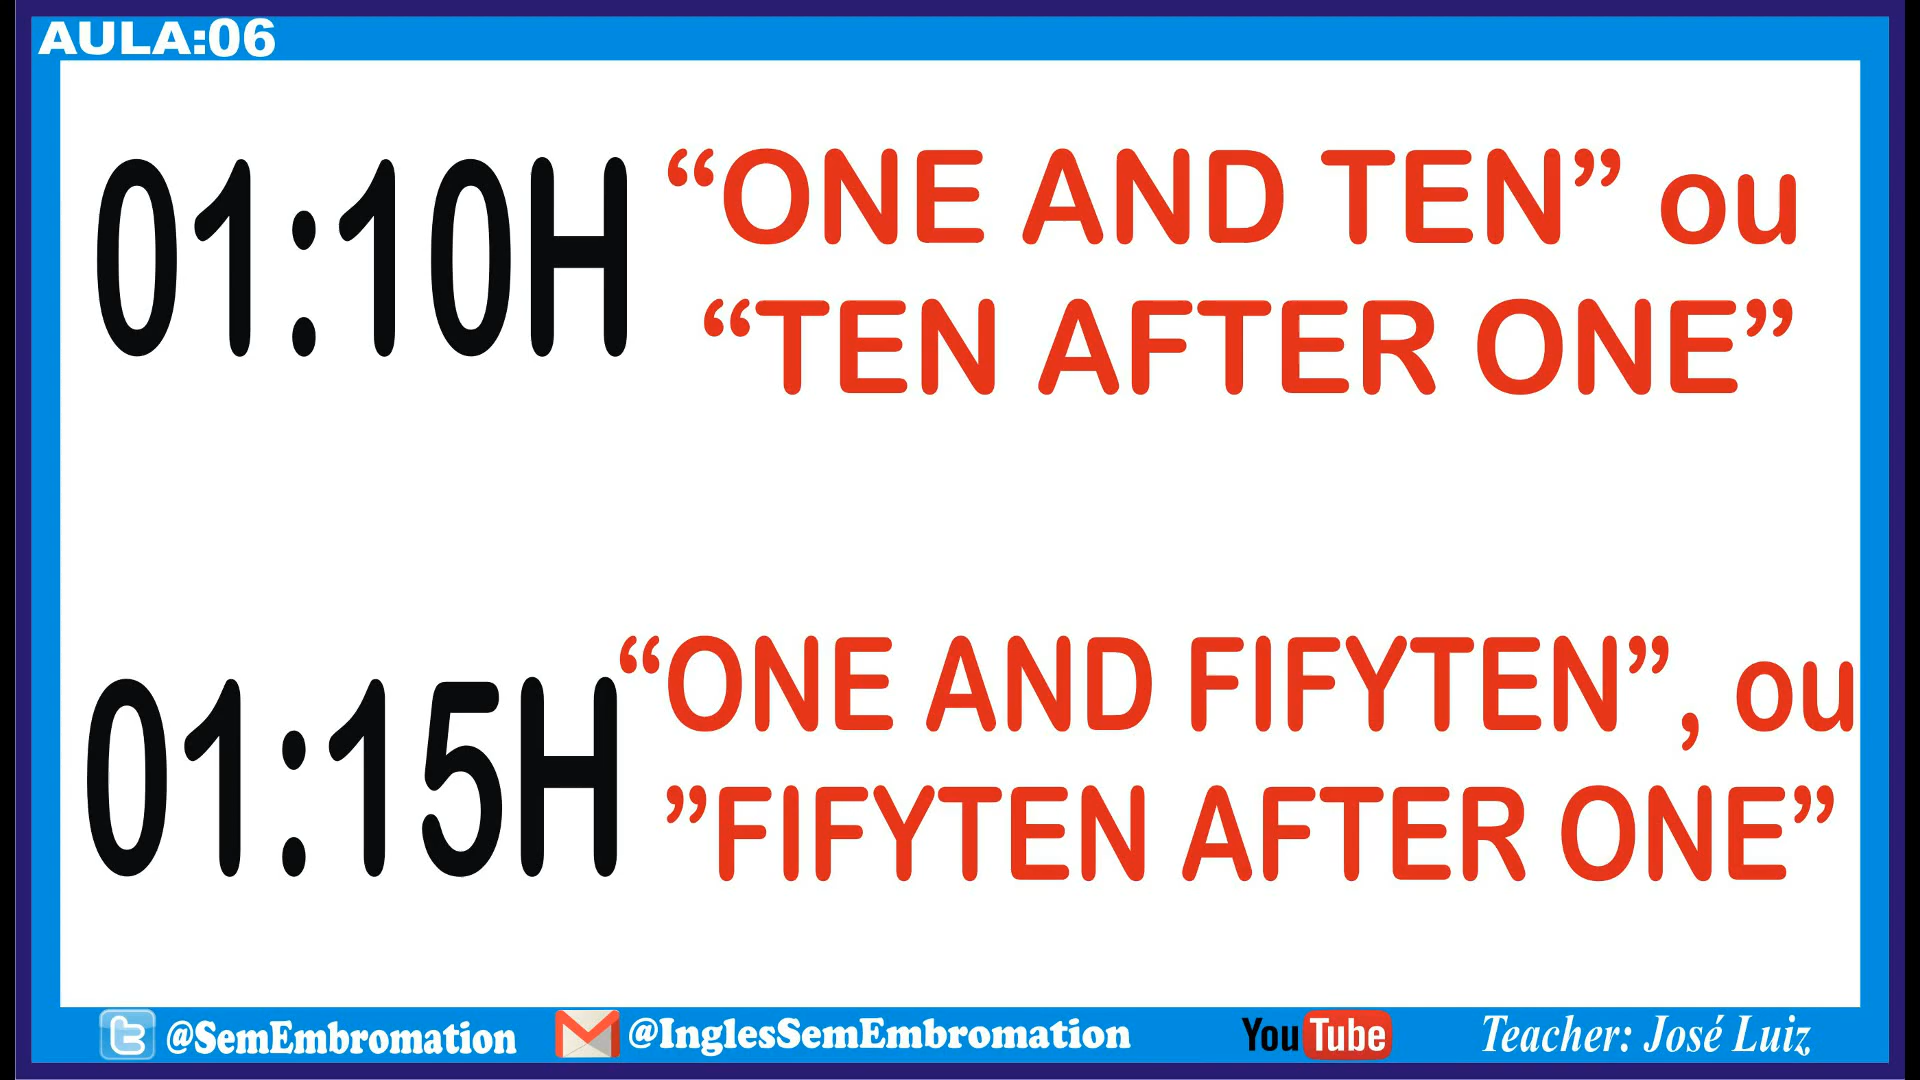 AULA:06
01:10H “ONE AND TEN” ou
“TEN AFTER ONE”
01:15H “ONE AND FIFYTEN”, ou
”FIFYTEN AFTER ONE”
@SemEmbromation @InglesSemEmbromation YouTube Teacher: José Luiz